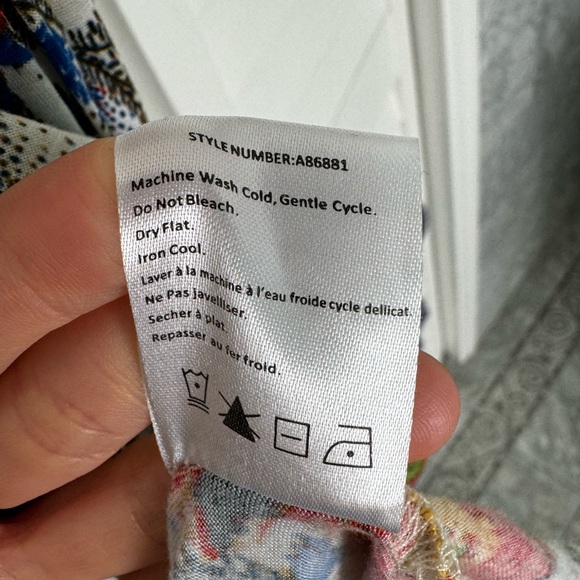 STYLE NUMBER:A86881
Machine Wash Cold, Gentle Cycle.
Do Not Bleach.
Dry Flat.
Iron Cool.
Laver à la machine à l'eau froide cycle dellicat.
Ne Pas javelliser.
Secher à plat.
Repasser au fer froid.